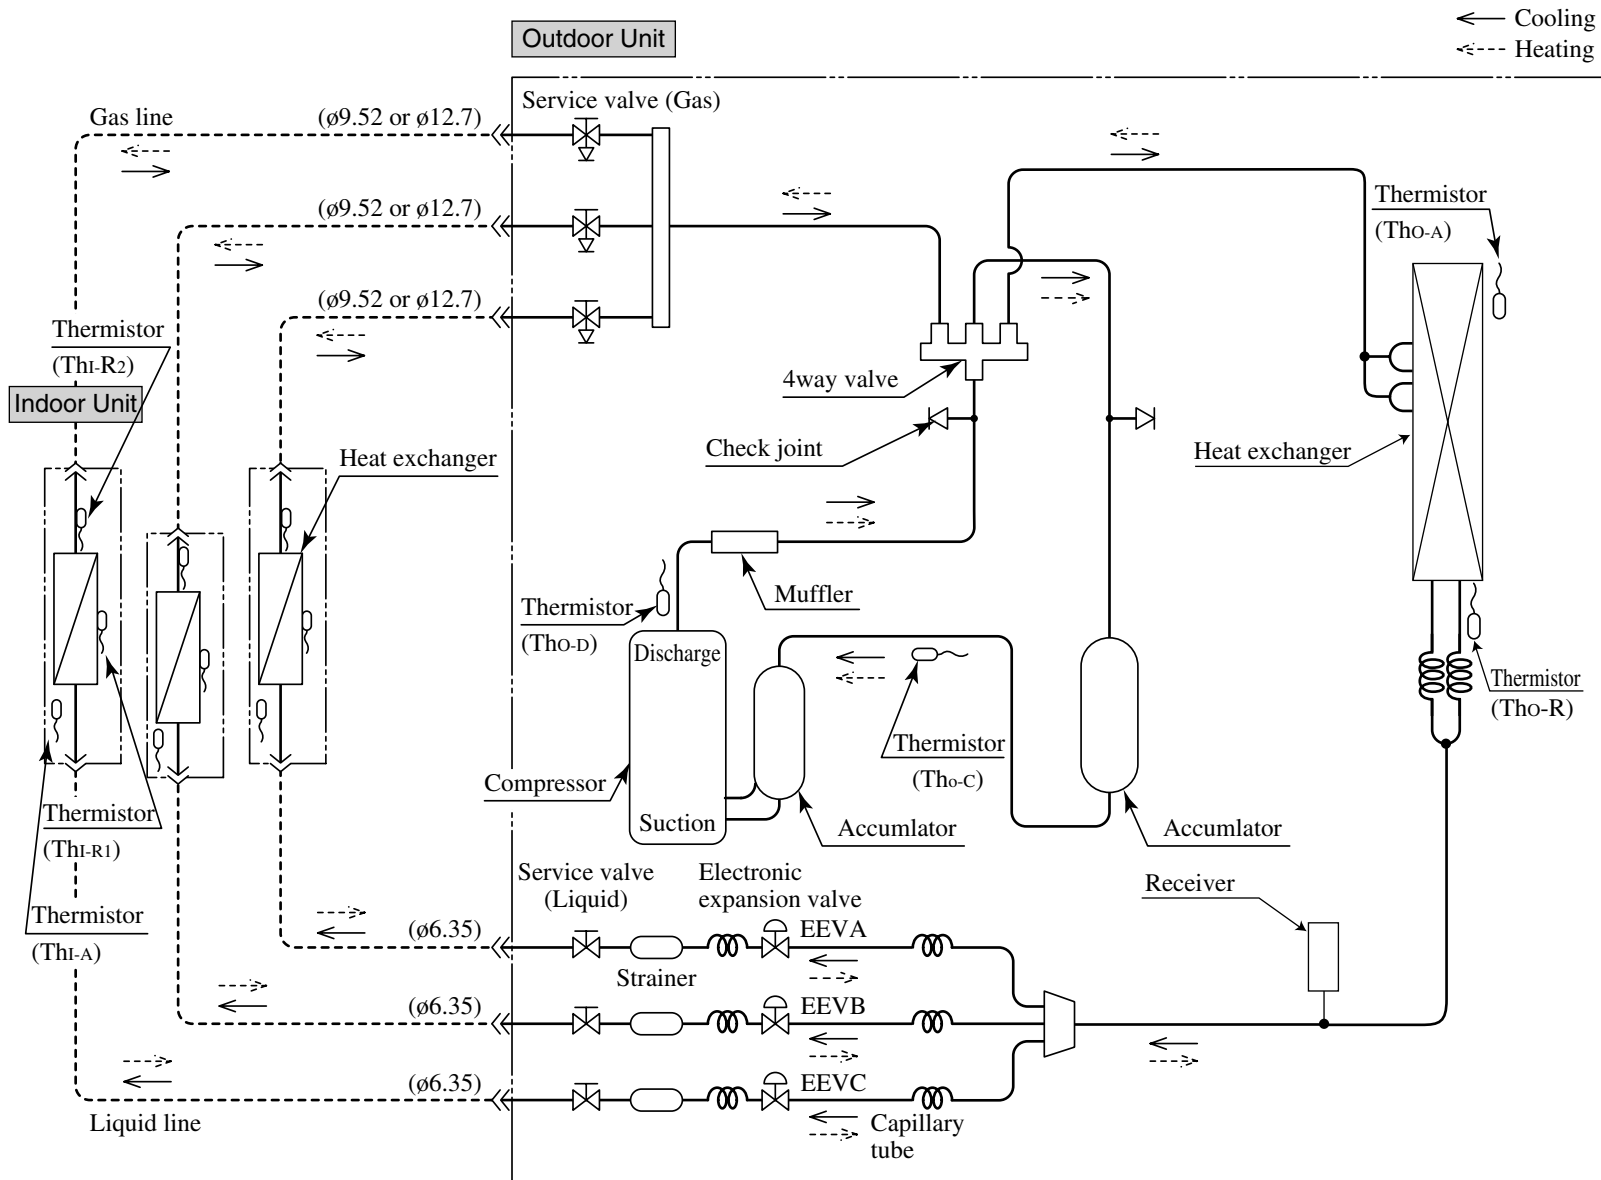 Cooling
Outdoor Unit
Heating
Service valve (Gas)
Gas line
(ø9.52 or ø12.7)
Thermistor
(ThO-A)
(ø9.52 or ø12.7)
(ø9.52 or ø12.7)
Thermistor
(ThI-R2)
4way valve
Indoor Unit
Check joint
Heat exchanger
Heat exchanger
Muffler
Thermistor
(ThO-D)
Discharge
Thermistor
(ThO-R)
Thermistor
(Tho-C)
Compressor
Suction
Accumlator
Accumlator
Thermistor
(ThI-R1)
Service valve
(Liquid)
Electronic
expansion valve
Receiver
Thermistor
(ThI-A)
(ø6.35)
EEVA
Strainer
(ø6.35)
EEVB
(ø6.35)
EEVC
Liquid line
Capillary
tube